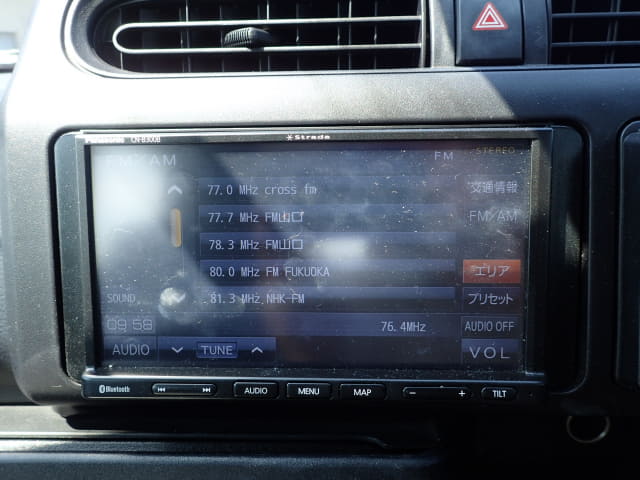 Panasonic
Strada
FM/AM
FM
STEREO
77.0 MHz cross fm
交通情報
77.7 MHz FM山口
FM/AM
78.3 MHz FM山口
80.0 MHz FM FUKUOKA
エリア
SOUND
81.3 MHz NHK-FM
プリセット
09:58
76.4MHz
AUDIO OFF
AUDIO
TUNE
VOL
Bluetooth
AUDIO
MENU
MAP
− +
TILT